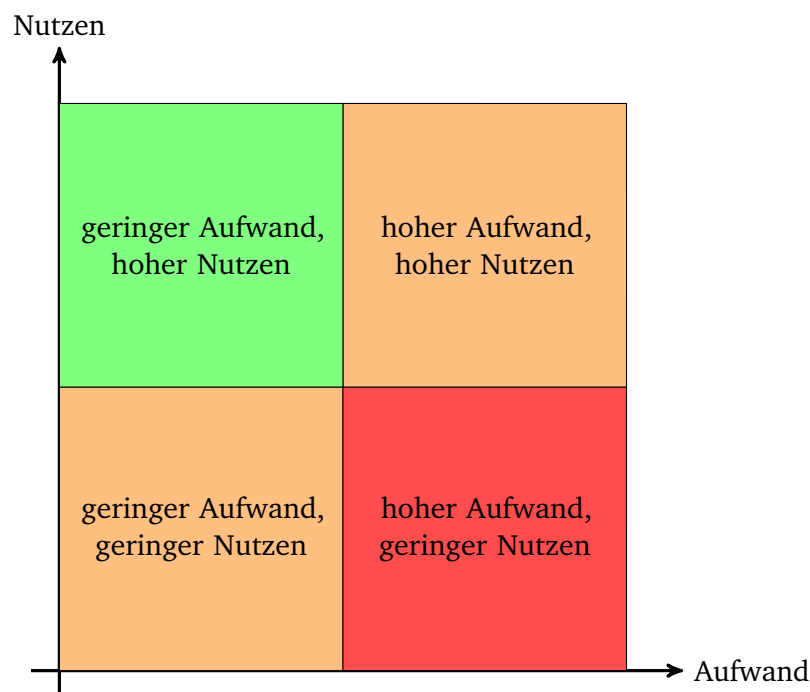 Nutzen
geringer Aufwand,
hoher Nutzen
hoher Aufwand,
hoher Nutzen
geringer Aufwand,
geringer Nutzen
hoher Aufwand,
geringer Nutzen
Aufwand